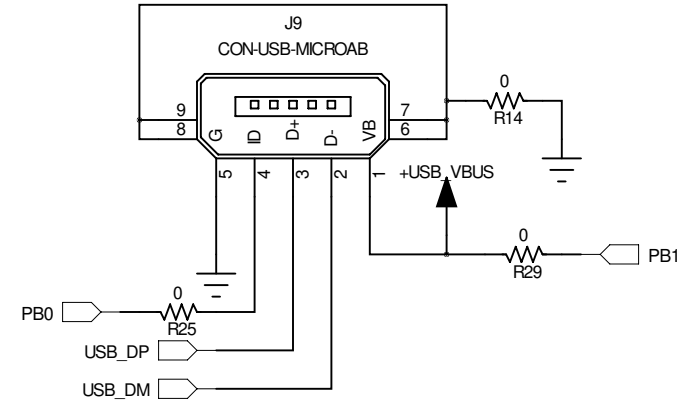 J9
CON-USB-MICROAB
0
R14
9
8
7
6
G
ID
D+
D-
VB
5
4
3
2
1
+USB_VBUS
0
R29
PB1
PB0
0
R25
USB_DP
USB_DM